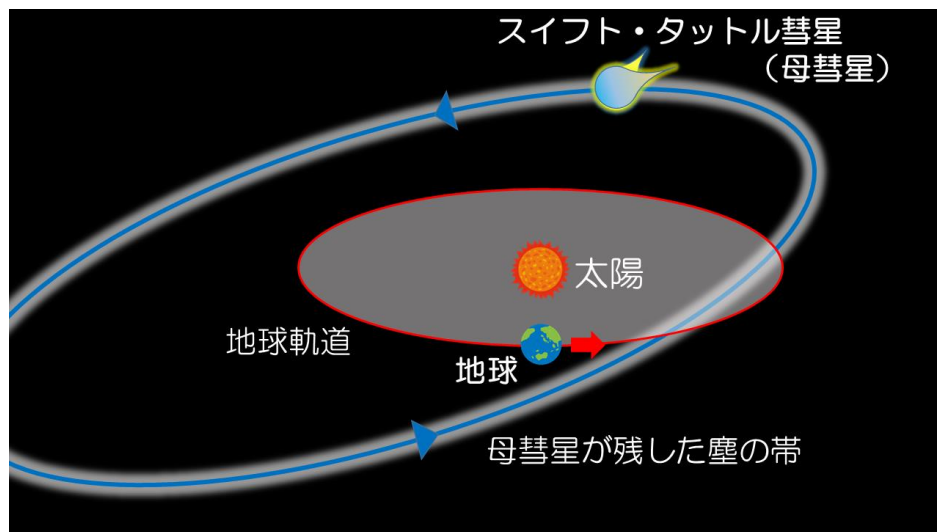 スイフト・タットル彗星
（母彗星）
太陽
地球軌道
地球
母彗星が残した塵の帯